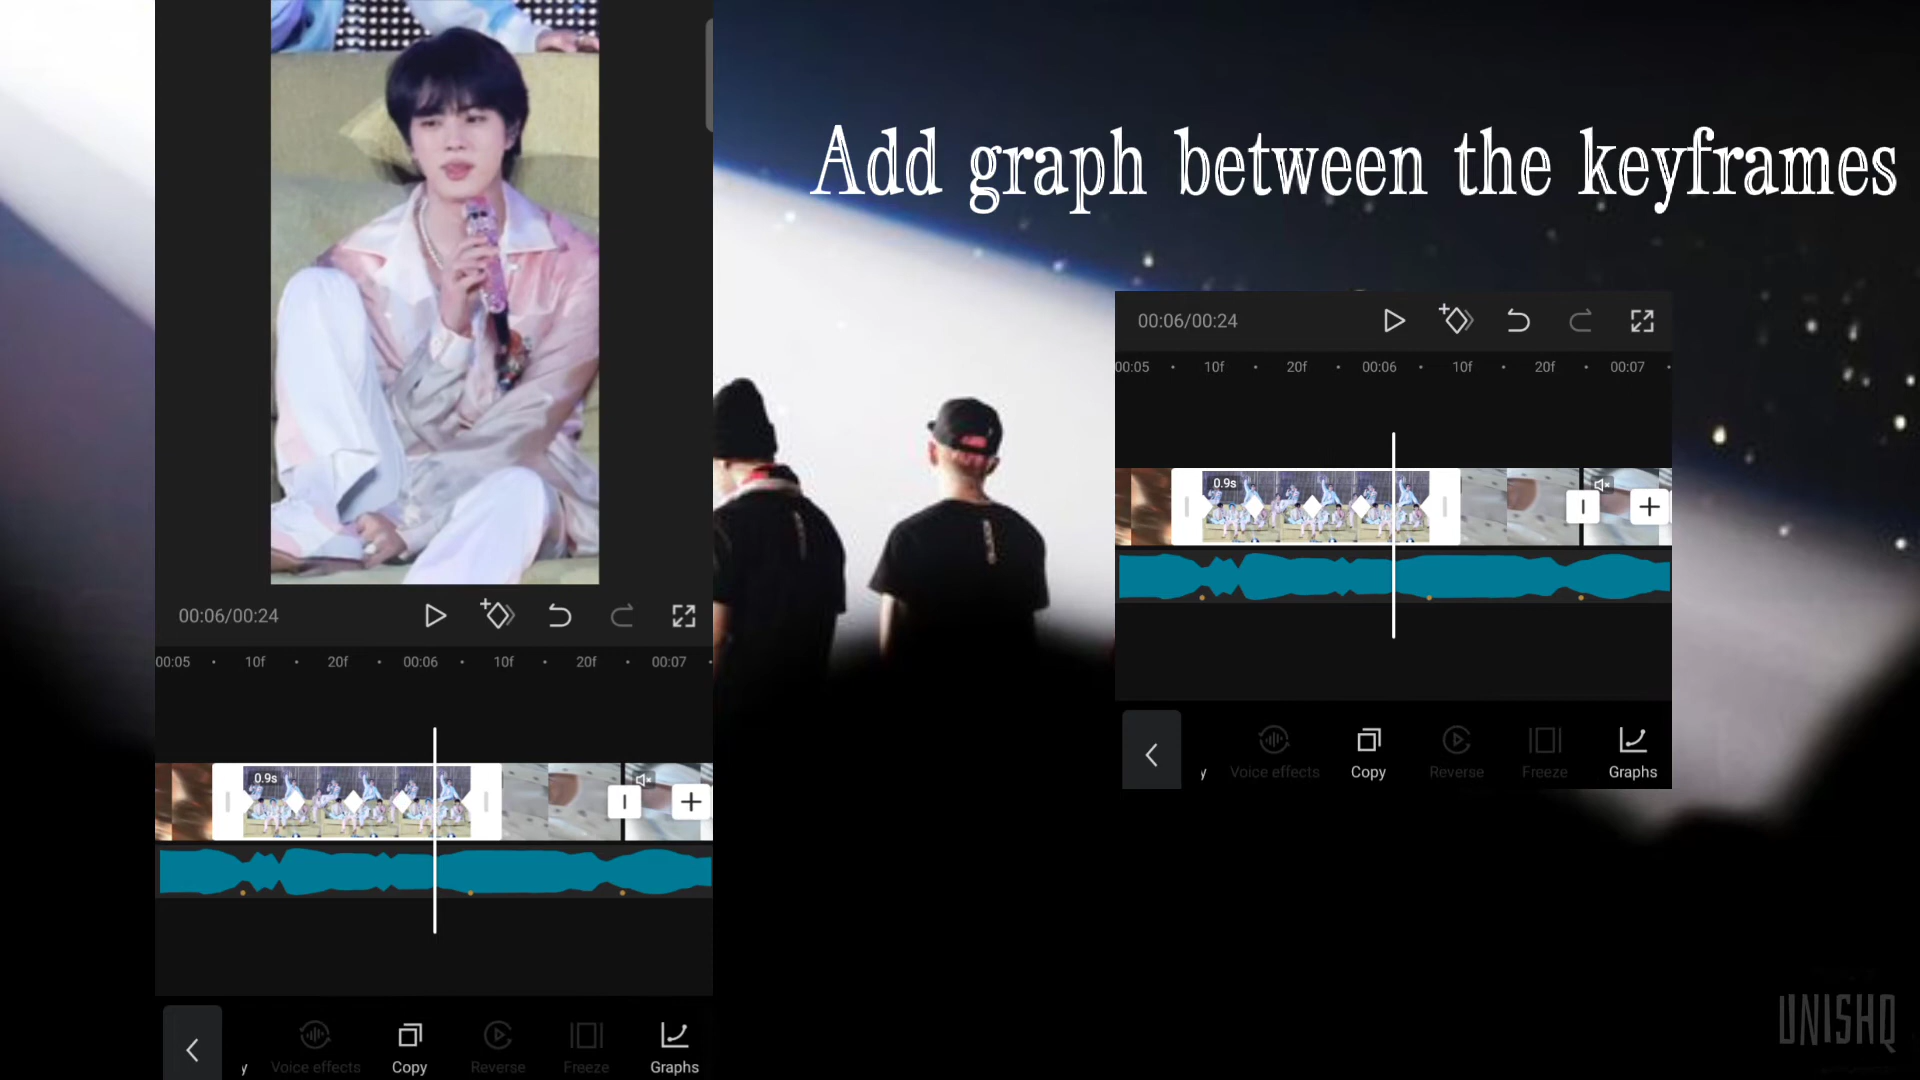 Add graph between the keyframes
00:06/00:24
00:05 10f 20f 00:06 10f 20f 00:07
0.9s
y Voice effects Copy Reverse Freeze Graphs
00:06/00:24
00:05 10f 20f 00:06 10f 20f 00:07
0.9s
y Voice effects Copy Reverse Freeze Graphs
UNISHQ